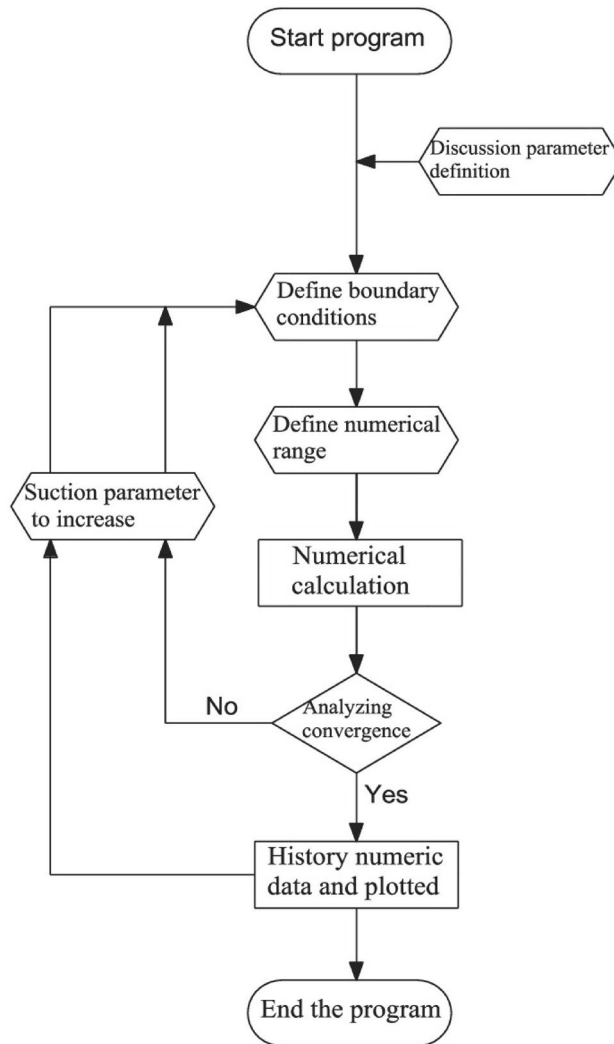 Start program
Discussion parameter
definition
Define boundary
conditions
Define numerical
range
Suction parameter
to increase
Numerical
calculation
No
Analyzing
convergence
Yes
History numeric
data and plotted
End the program